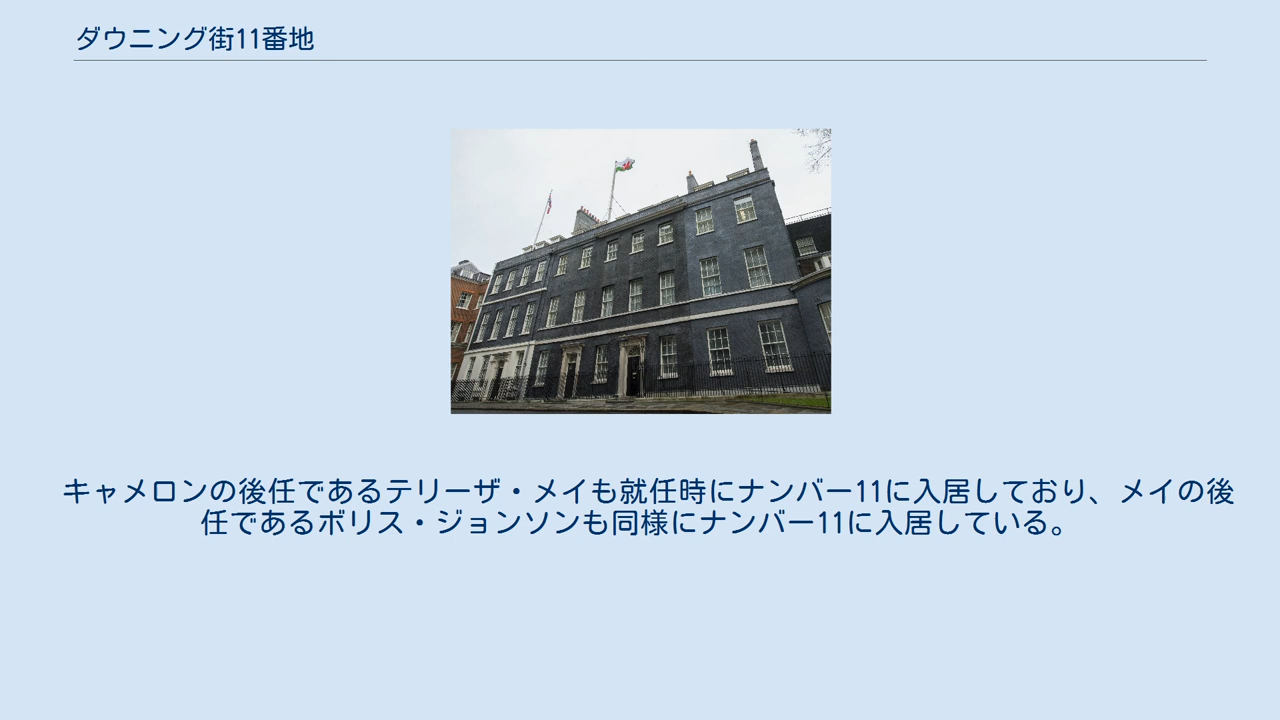 ダウニング街11番地
キャメロンの後任であるテリーザ・メイも就任時にナンバー11に入居しており、メイの後
任であるボリス・ジョンソンも同様にナンバー11に入居している。